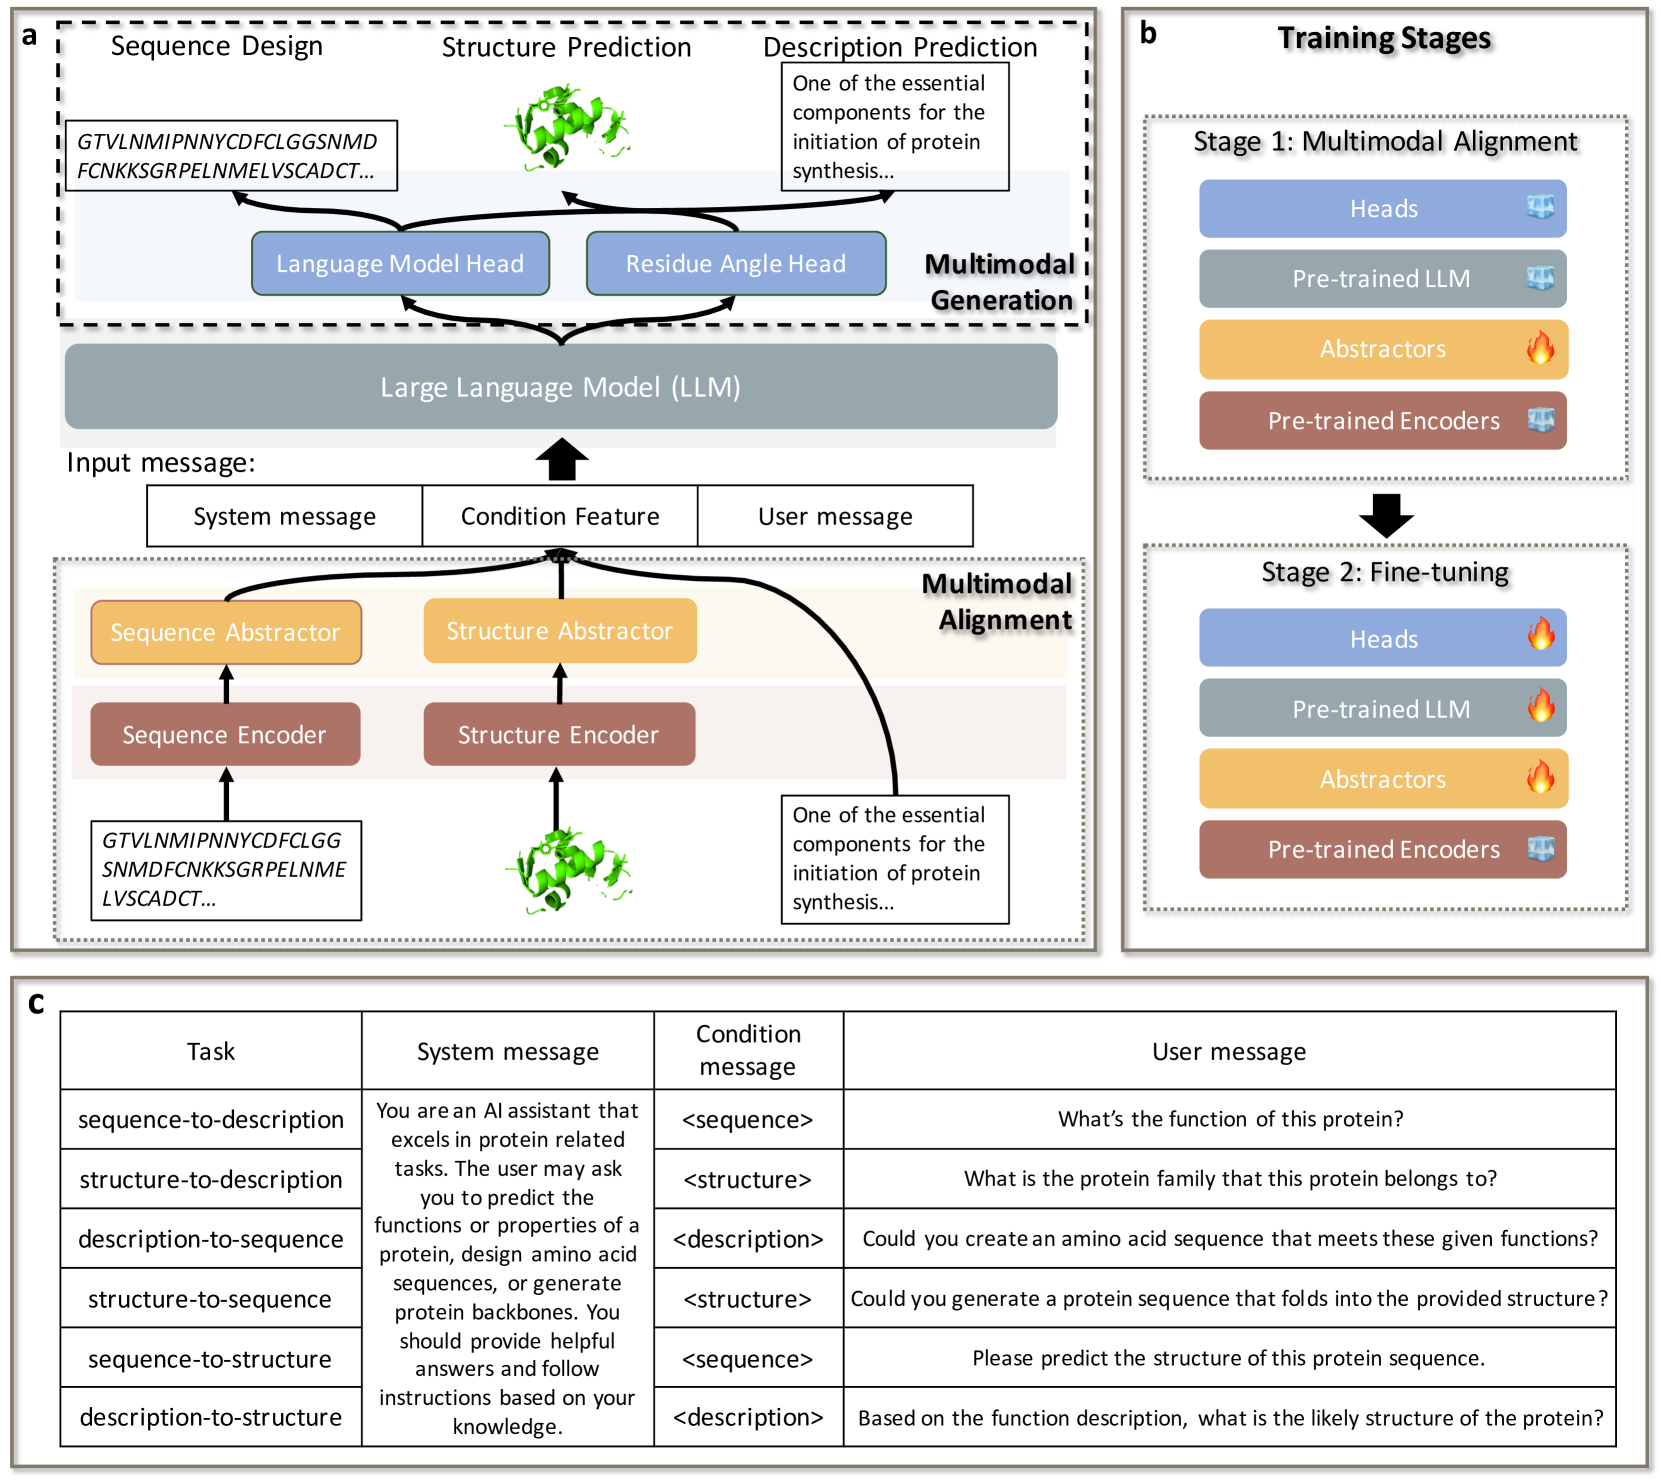 a
Sequence Design
Structure Prediction
Description Prediction
GTVLNMIPNNYCDFCLGGSNMD
FCNKKSGRPELNMELVSCADCT...
One of the essential
components for the
initiation of protein
synthesis...
Language Model Head
Residue Angle Head
Multimodal
Generation
Large Language Model (LLM)
Input message:
System message
Condition Feature
User message
Multimodal
Alignment
Sequence Abstractor
Structure Abstractor
Sequence Encoder
Structure Encoder
GTVLNMIPNNYCDFCLGG
SNMDFCNKKSGRPELNME
LVSCADCT...
One of the essential
components for the
initiation of protein
synthesis...
b
Training Stages
Stage 1: Multimodal Alignment
Heads
Pre-trained LLM
Abstractors
Pre-trained Encoders
Stage 2: Fine-tuning
Heads
Pre-trained LLM
Abstractors
Pre-trained Encoders
c
Task
System message
Condition
message
User message
You are an AI assistant that
excels in protein related
tasks. The user may ask
you to predict the
functions or properties of a
protein, design amino acid
sequences, or generate
protein backbones. You
should provide helpful
answers and follow
instructions based on your
knowledge.
sequence-to-description
<sequence>
What's the function of this protein?
structure-to-description
<structure>
What is the protein family that this protein belongs to?
description-to-sequence
<description>
Could you create an amino acid sequence that meets these given functions?
structure-to-sequence
<structure>
Could you generate a protein sequence that folds into the provided structure?
sequence-to-structure
<sequence>
Please predict the structure of this protein sequence.
description-to-structure
<description>
Based on the function description, what is the likely structure of the protein?